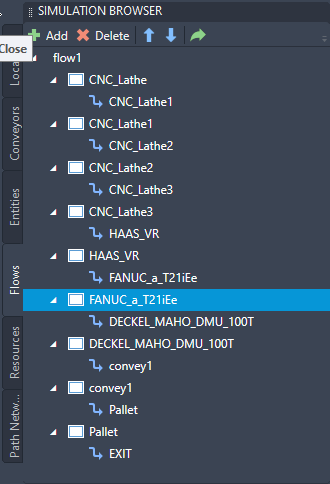 SIMULATION BROWSER
Close
Add Delete
flow1
CNC_Lathe
CNC_Lathe1
CNC_Lathe1
CNC_Lathe2
CNC_Lathe2
CNC_Lathe3
CNC_Lathe3
HAAS_VR
HAAS_VR
FANUC_a_T21iEe
FANUC_a_T21iEe
DECKEL_MAHO_DMU_100T
DECKEL_MAHO_DMU_100T
convey1
convey1
Pallet
Pallet
EXIT
Loca
Conveyors
Entities
Flows
Resources
Path Netw...